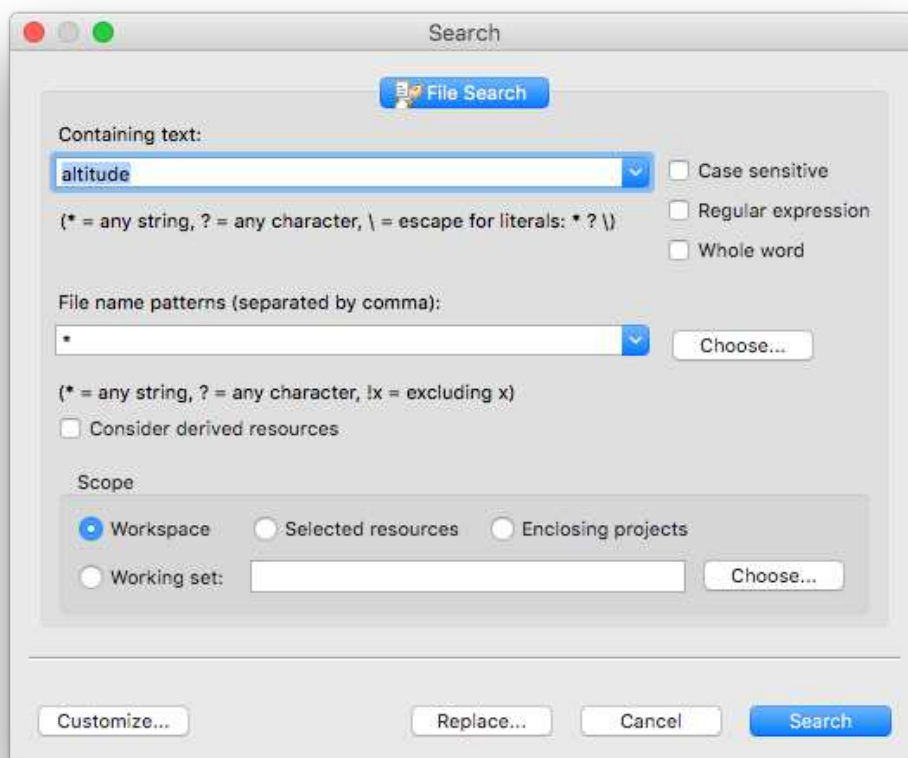 Search
File Search
Containing text:
altitude
Case sensitive
(* = any string, ? = any character, \ = escape for literals: * ? \)
Regular expression
Whole word
File name patterns (separated by comma):
*
Choose...
(* = any string, ? = any character, !x = excluding x)
Consider derived resources
Scope
Workspace Selected resources Enclosing projects
Working set: Choose...
Customize... Replace... Cancel Search